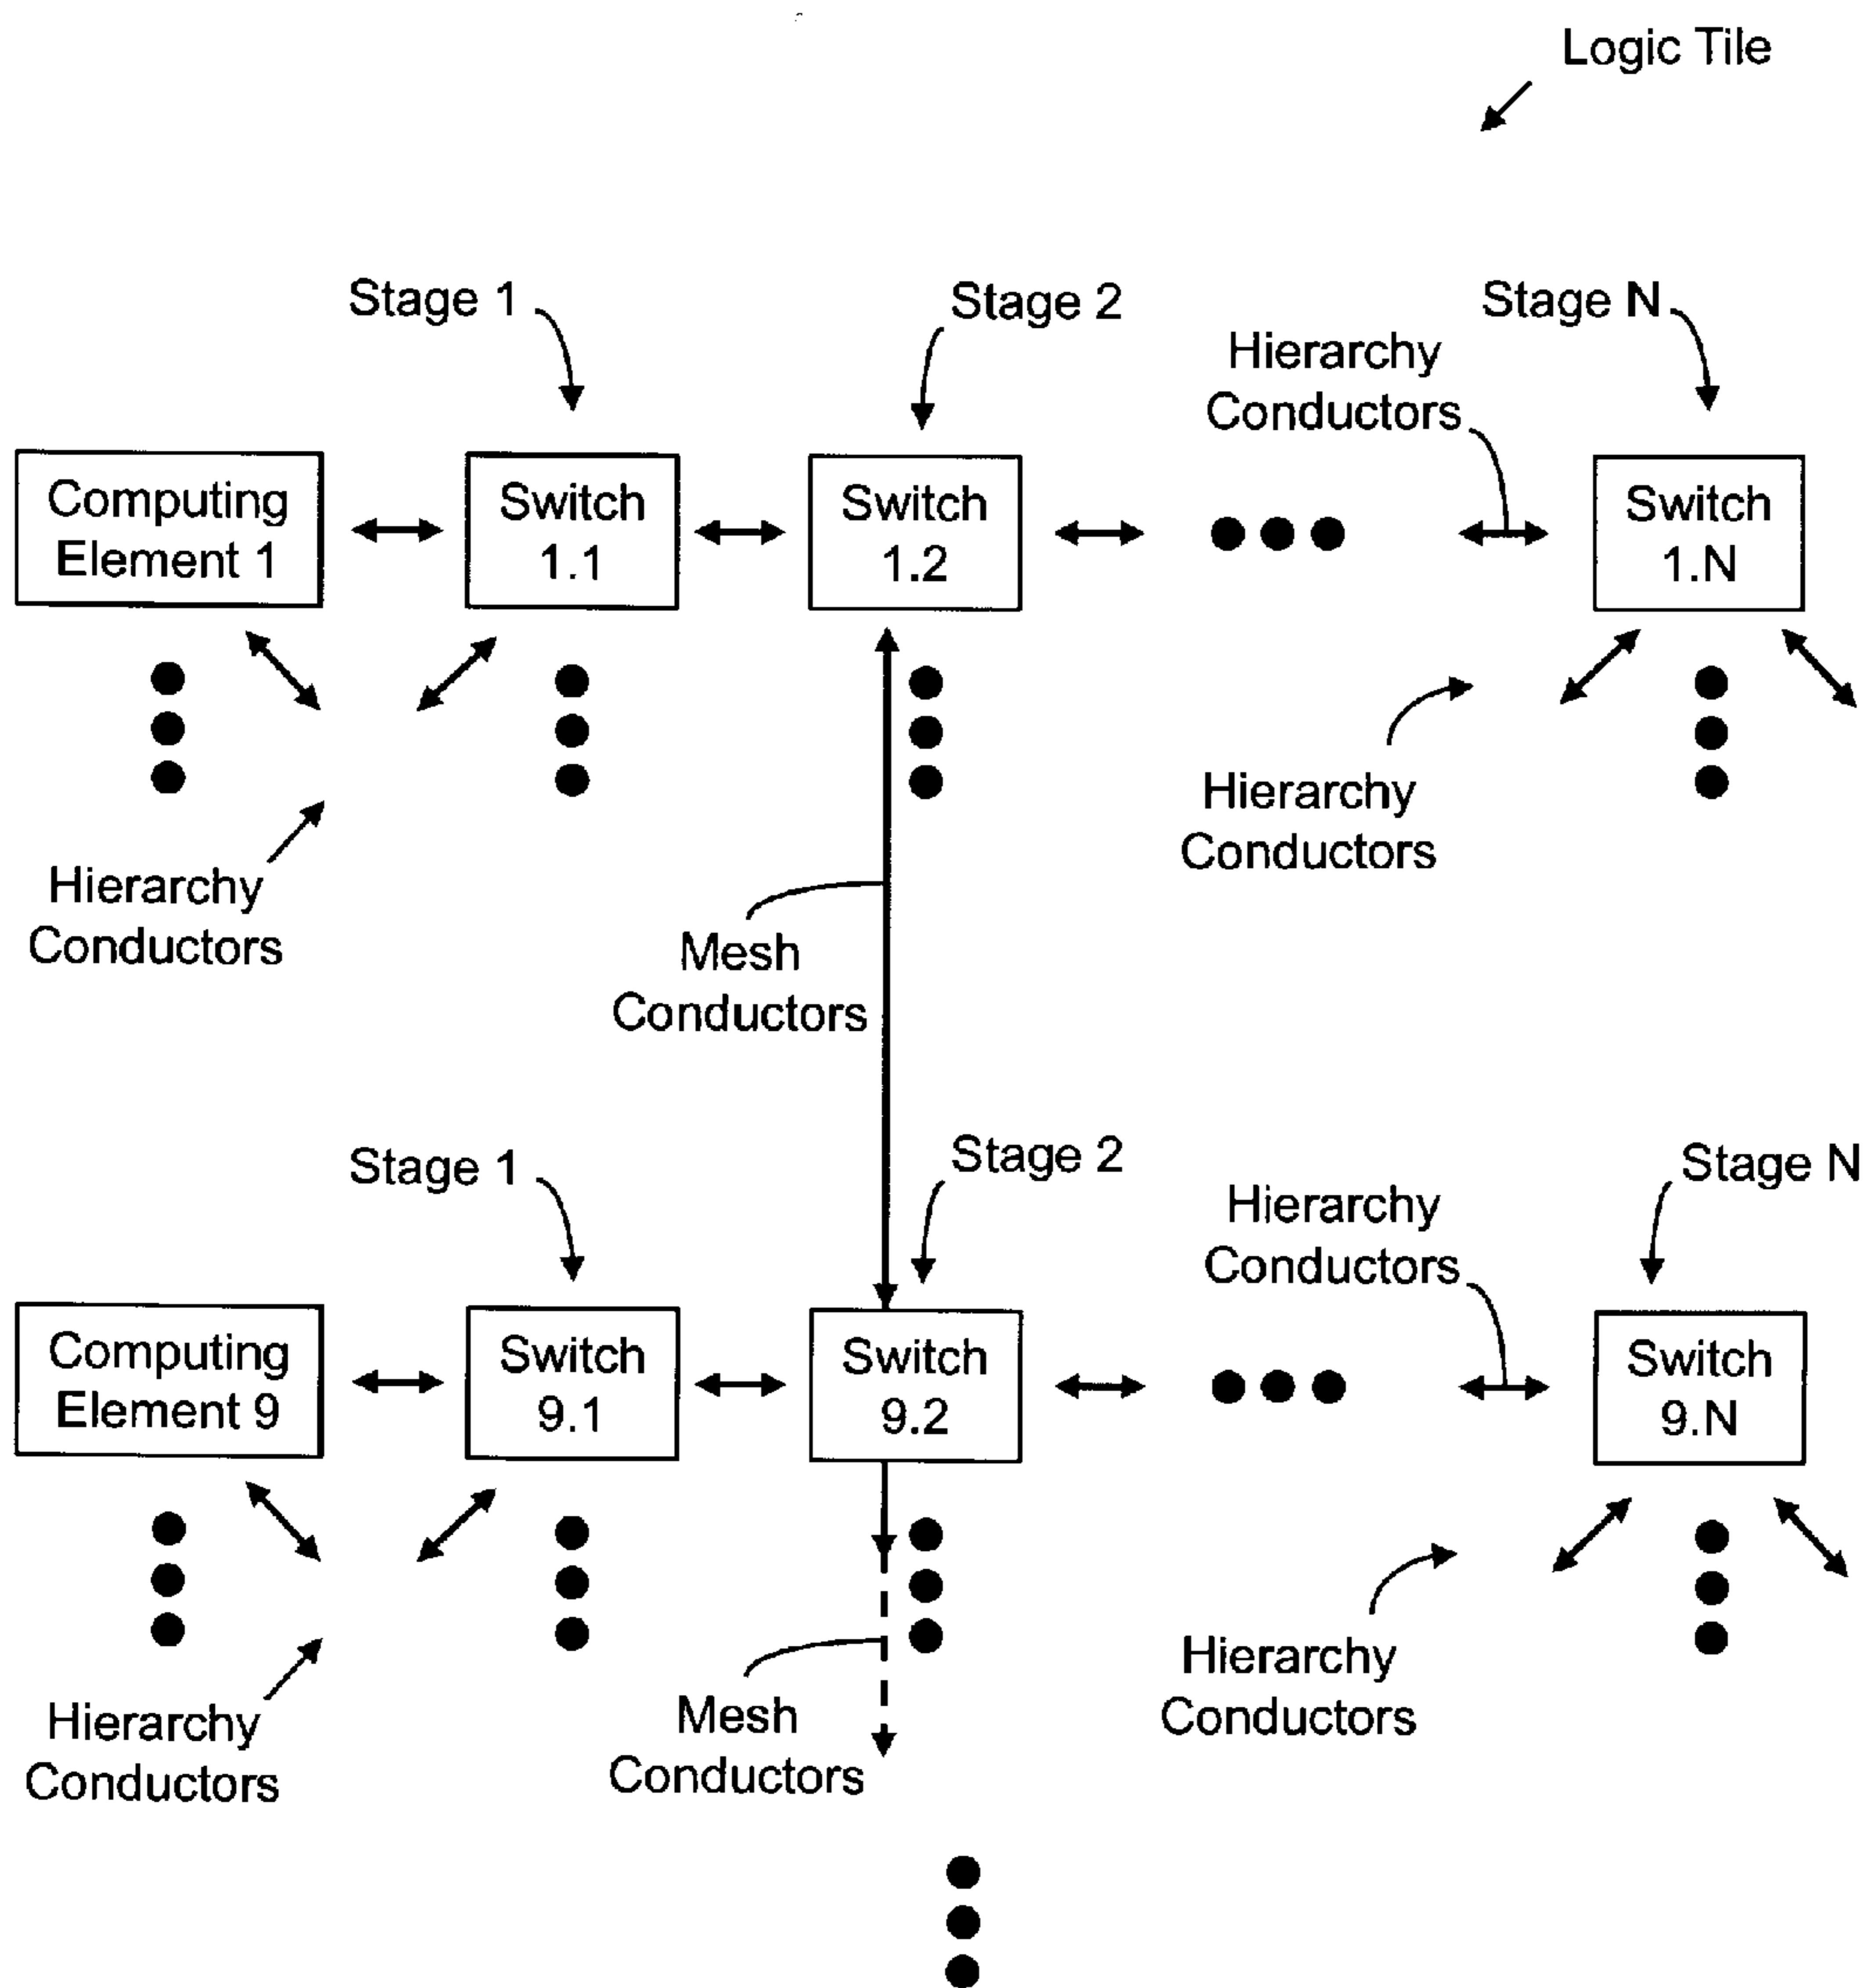 Logic Tile
Stage 1
Stage 2
Stage N
Hierarchy
Conductors
Computing
Element 1
Switch
1.1
Switch
1.2
Switch
1.N
Hierarchy
Conductors
Hierarchy
Conductors
Mesh
Conductors
Stage 1
Stage 2
Stage N
Hierarchy
Conductors
Computing
Element 9
Switch
9.1
Switch
9.2
Switch
9.N
Hierarchy
Conductors
Mesh
Conductors
Hierarchy
Conductors